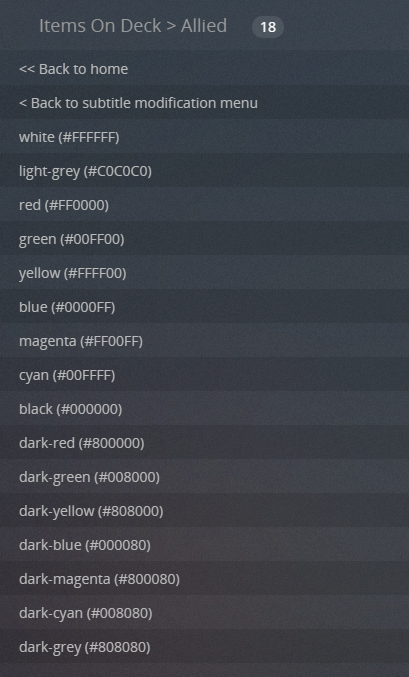 Items On Deck > Allied 18
<< Back to home
< Back to subtitle modification menu
white (#FFFFFF)
light-grey (#C0C0C0)
red (#FF0000)
green (#00FF00)
yellow (#FFFF00)
blue (#0000FF)
magenta (#FF00FF)
cyan (#00FFFF)
black (#000000)
dark-red (#800000)
dark-green (#008000)
dark-yellow (#808000)
dark-blue (#000080)
dark-magenta (#800080)
dark-cyan (#008080)
dark-grey (#808080)